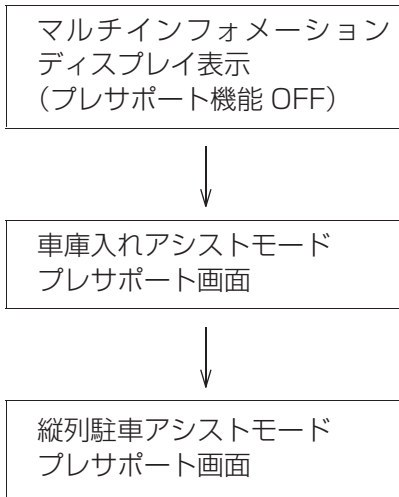 マルチインフォメーション
ディスプレイ表示
(プレサポート機能 OFF)
車庫入れアシストモード
プレサポート画面
縦列駐車アシストモード
プレサポート画面